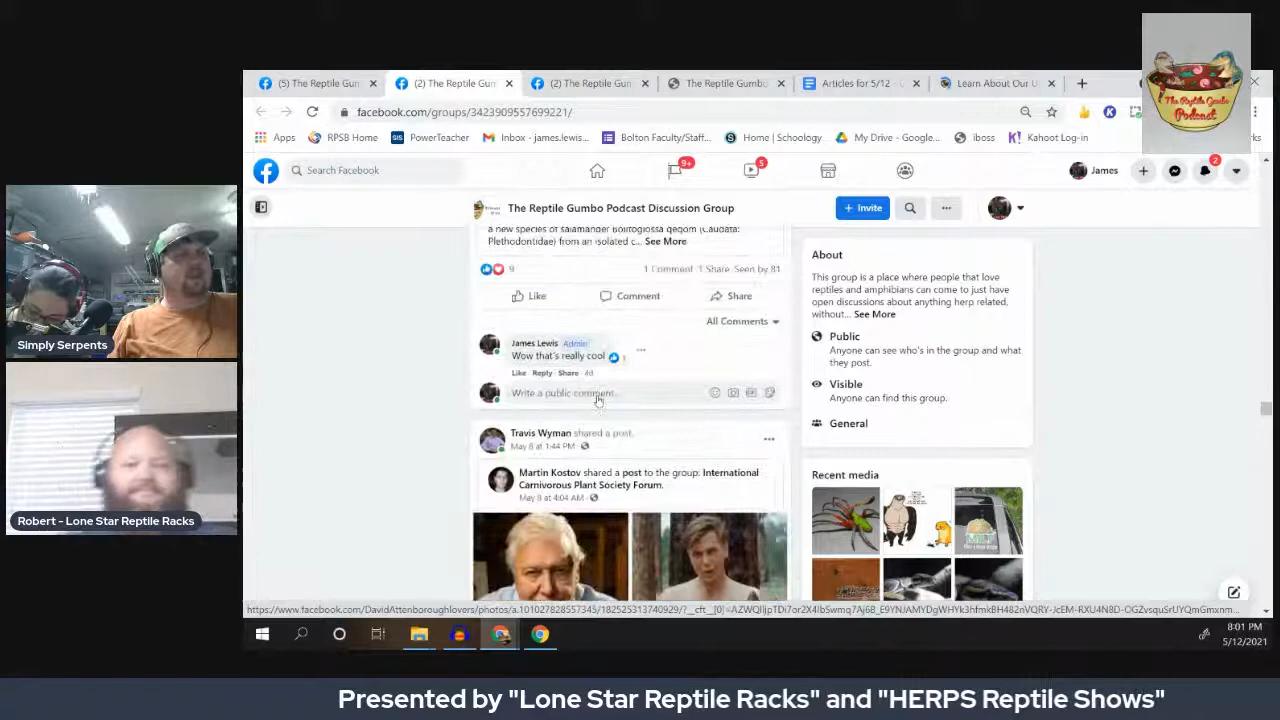 The Reptile Gumbo
Podcast
(5) The Reptile Gum
(2) The Reptile Gum
(2) The Reptile Gum
The Reptile Gumbo
Articles for 5/12 - G
Learn About Our U
facebook.com/groups/3423909557699221/
Apps
RPSB Home
SIS
PowerTeacher
Inbox - james.lewis...
Bolton Faculty/Staff...
Home | Schoology
My Drive - Google...
iboss
Kahoot Log-in
Search Facebook
9+
5
James
2
The Reptile Gumbo Podcast Discussion Group
Invite
a new species of salamander Bolitoglossa qeqom (Caudata:
Plethodontidae) from an isolated c... See More
9
1 Comment 1 Share Seen by 81
Like
Comment
Share
All Comments
James Lewis Admin
Wow that's really cool
1
Like Reply Share 4d
Write a public comment...
Travis Wyman shared a post.
May 8 at 1:44 PM
Martin Kostov shared a post to the group: International
Carnivorous Plant Society Forum.
May 8 at 4:04 AM
About
This group is a place where people that love
reptiles and amphibians can come to just have
open discussions about anything herp related,
without... See More
Public
Anyone can see who's in the group and what
they post.
Visible
Anyone can find this group.
General
Recent media
Simply Serpents
Robert - Lone Star Reptile Racks
8:01 PM
5/12/2021
Presented by "Lone Star Reptile Racks" and "HERPS Reptile Shows"